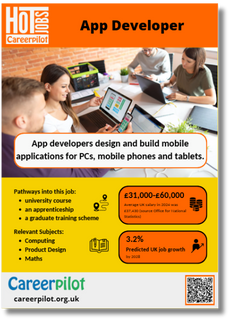 HOT JOBS
Careerpilot
App Developer
App developers design and build mobile
applications for PCs, mobile phones and tablets.
Pathways into this job:
university course
an apprenticeship
a graduate training scheme
Relevant Subjects:
Computing
Product Design
Maths
£31,000-£60,000
3.2%
Predicted UK job growth
Careerpilot
careerpilot.org.uk